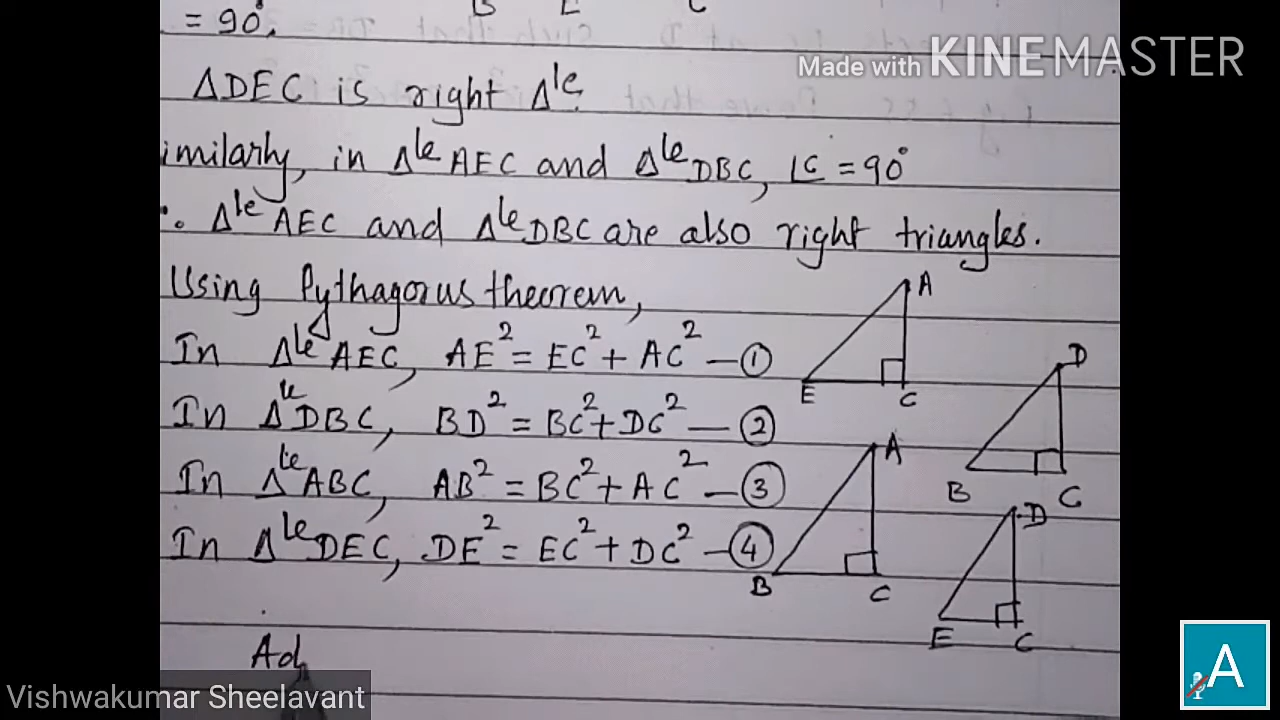 = 90°.
B E C
Made with KINEMASTER
ΔDEC is right Δle.
imilarly, in Δle AEC and Δle DBC, ∠C = 90°
∴ Δle AEC and Δle DBC are also right triangles.
Using Pythagorus theorem,
In Δle AEC, AE² = EC² + AC² — ①
In Δle DBC, BD² = BC² + DC² — ②
In Δle ABC, AB² = BC² + AC² — ③
In Δle DEC, DE² = EC² + DC² — ④
A
E C
D
B C
A
B C
D
E C
Ad
Vishwakumar Sheelavant
A